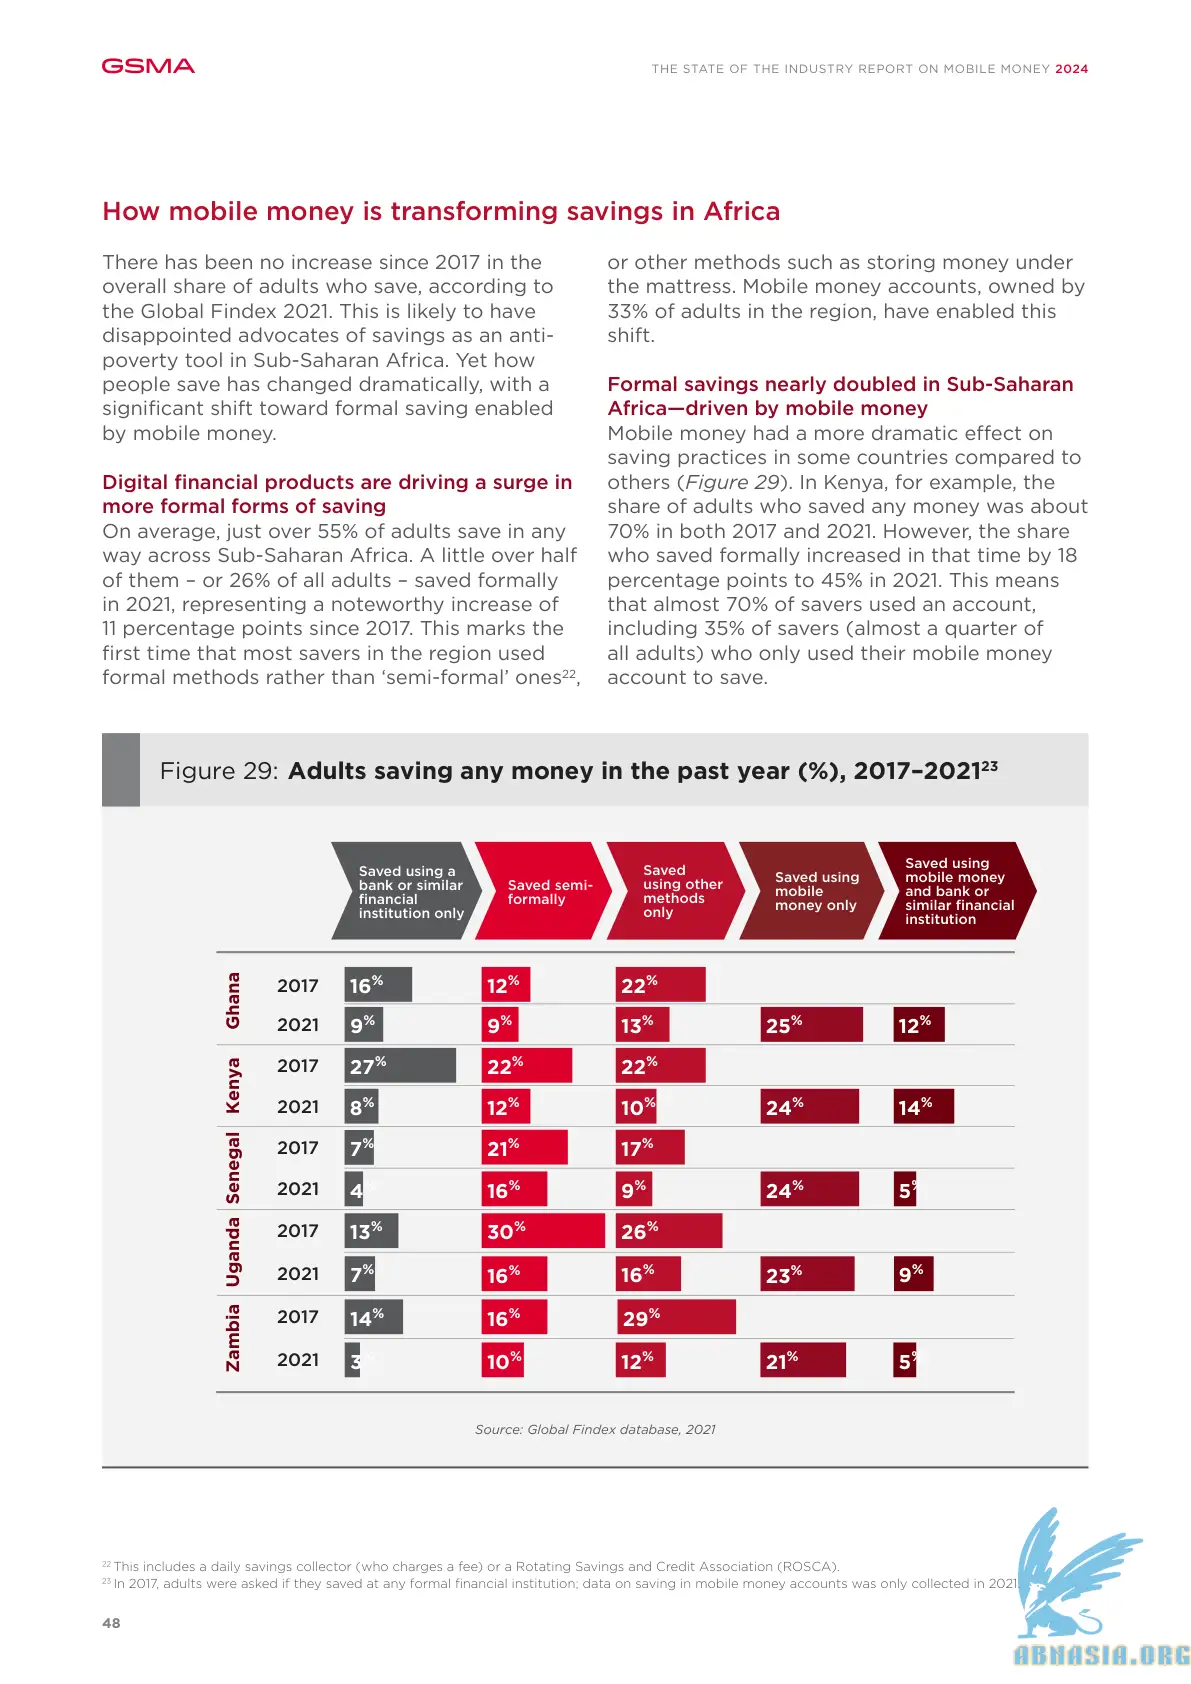 GSMA
THE STATE OF THE INDUSTRY REPORT ON MOBILE MONEY 2024
How mobile money is transforming savings in Africa
There has been no increase since 2017 in the
overall share of adults who save, according to
the Global Findex 2021. This is likely to have
disappointed advocates of savings as an anti-
poverty tool in Sub-Saharan Africa. Yet how
people save has changed dramatically, with a
significant shift toward formal saving enabled
by mobile money.
Digital financial products are driving a surge in
more formal forms of saving
On average, just over 55% of adults save in any
way across Sub-Saharan Africa. A little over half
of them – or 26% of all adults – saved formally
in 2021, representing a noteworthy increase of
11 percentage points since 2017. This marks the
first time that most savers in the region used
formal methods rather than ‘semi-formal’ ones22,
or other methods such as storing money under
the mattress. Mobile money accounts, owned by
33% of adults in the region, have enabled this
shift.
Formal savings nearly doubled in Sub-Saharan
Africa—driven by mobile money
Mobile money had a more dramatic effect on
saving practices in some countries compared to
others (Figure 29). In Kenya, for example, the
share of adults who saved any money was about
70% in both 2017 and 2021. However, the share
who saved formally increased in that time by 18
percentage points to 45% in 2021. This means
that almost 70% of savers used an account,
including 35% of savers (almost a quarter of
all adults) who only used their mobile money
account to save.
Figure 29: Adults saving any money in the past year (%), 2017–202123
Saved using a
bank or similar
financial
institution only
Saved semi-
formally
Saved
using other
methods
only
Saved using
mobile
money only
Saved using
mobile money
and bank or
similar financial
institution
Ghana
2017 16% 12% 22%
2021 9% 9% 13% 25% 12%
Kenya
2017 27% 22% 22%
2021 8% 12% 10% 24% 14%
Senegal
2017 7% 21% 17%
2021 4 16% 9% 24% 5%
Uganda
2017 13% 30% 26%
2021 7% 16% 16% 23% 9%
Zambia
2017 14% 16% 29%
2021 3 10% 12% 21% 5%
Source: Global Findex database, 2021
22 This includes a daily savings collector (who charges a fee) or a Rotating Savings and Credit Association (ROSCA).
23 In 2017, adults were asked if they saved at any formal financial institution; data on saving in mobile money accounts was only collected in 2021.
48
ABNASIA.ORG